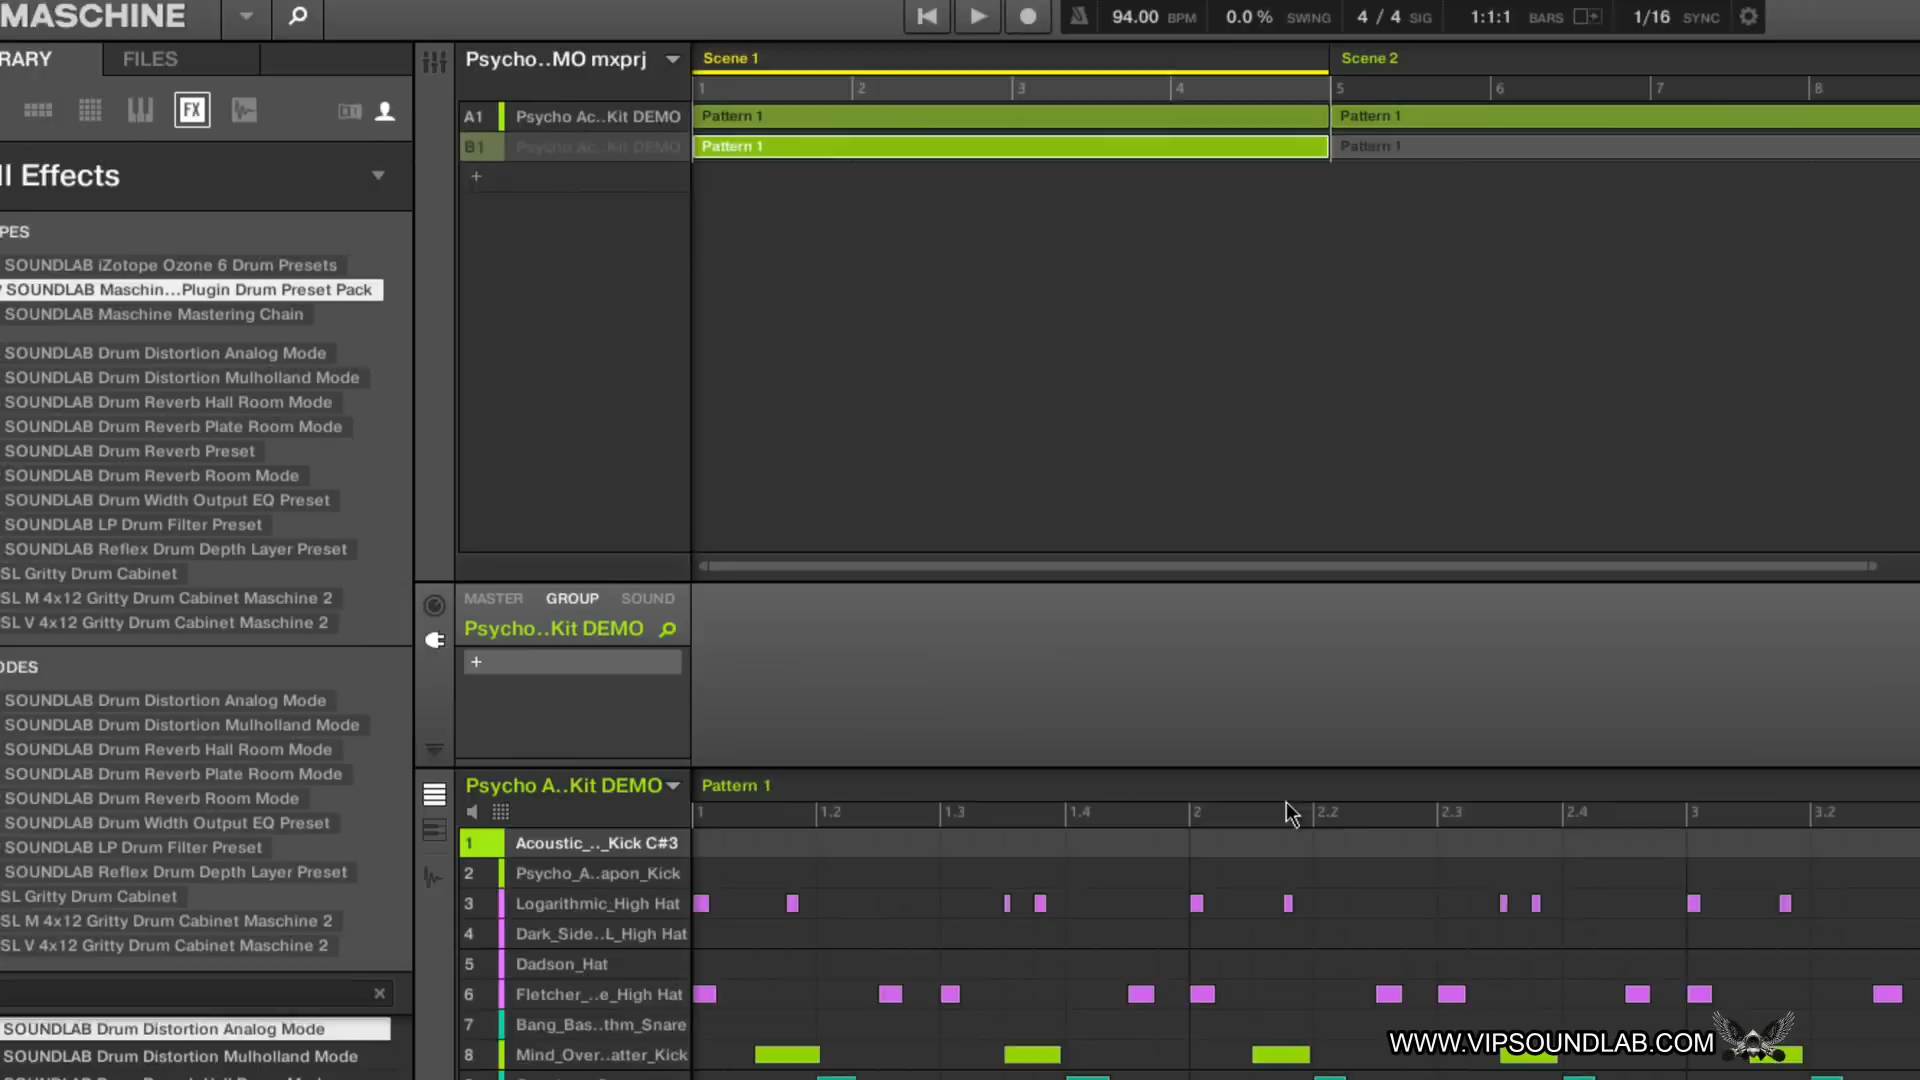 MASCHINE
94.00 BPM 0.0 % SWING 4 / 4 SIG 1:1:1 BARS 1/16 SYNC
RARY FILES
FX
ll Effects
PES
SOUNDLAB iZotope Ozone 6 Drum Presets
SOUNDLAB Maschin...Plugin Drum Preset Pack
SOUNDLAB Maschine Mastering Chain
SOUNDLAB Drum Distortion Analog Mode
SOUNDLAB Drum Distortion Mulholland Mode
SOUNDLAB Drum Reverb Hall Room Mode
SOUNDLAB Drum Reverb Plate Room Mode
SOUNDLAB Drum Reverb Preset
SOUNDLAB Drum Reverb Room Mode
SOUNDLAB Drum Width Output EQ Preset
SOUNDLAB LP Drum Filter Preset
SOUNDLAB Reflex Drum Depth Layer Preset
SL Gritty Drum Cabinet
SL M 4x12 Gritty Drum Cabinet Maschine 2
SL V 4x12 Gritty Drum Cabinet Maschine 2
ODES
SOUNDLAB Drum Distortion Analog Mode
SOUNDLAB Drum Distortion Mulholland Mode
SOUNDLAB Drum Reverb Hall Room Mode
SOUNDLAB Drum Reverb Plate Room Mode
SOUNDLAB Drum Reverb Room Mode
SOUNDLAB Drum Width Output EQ Preset
SOUNDLAB LP Drum Filter Preset
SOUNDLAB Reflex Drum Depth Layer Preset
SL Gritty Drum Cabinet
SL M 4x12 Gritty Drum Cabinet Maschine 2
SL V 4x12 Gritty Drum Cabinet Maschine 2
SOUNDLAB Drum Distortion Analog Mode
SOUNDLAB Drum Distortion Mulholland Mode
Psycho..MO mxprj Scene 1 Scene 2
1 2 3 4 5 6 7 8
A1 Psycho Ac..Kit DEMO Pattern 1 Pattern 1
B1 Psycho Ac..Kit DEMO Pattern 1 Pattern 1
+
MASTER GROUP SOUND
Psycho..Kit DEMO
+
Psycho A..Kit DEMO Pattern 1
1 1.2 1.3 1.4 2 2.2 2.3 2.4 3 3.2
1 Acoustic_.._Kick C#3
2 Psycho_A..apon_Kick
3 Logarithmic_High Hat
4 Dark_Side..L_High Hat
5 Dadson_Hat
6 Fletcher_..e_High Hat
7 Bang_Bas..thm_Snare
8 Mind_Over..atter_Kick
WWW.VIPSOUNDLAB.COM